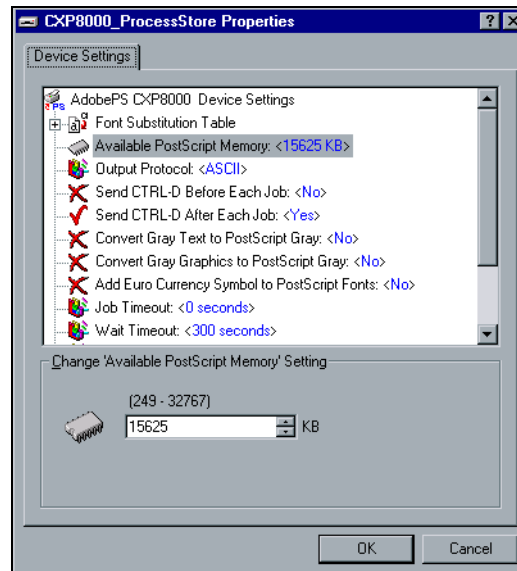 CXP8000_ProcessStore Properties
Device Settings
AdobePS CXP8000 Device Settings
Font Substitution Table
Available PostScript Memory: <15625 KB>
Output Protocol: <ASCII>
Send CTRL-D Before Each Job: <No>
Send CTRL-D After Each Job: <Yes>
Convert Gray Text to PostScript Gray: <No>
Convert Gray Graphics to PostScript Gray: <No>
Add Euro Currency Symbol to PostScript Fonts: <No>
Job Timeout: <0 seconds>
Wait Timeout: <300 seconds>
Change 'Available PostScript Memory' Setting
(249 - 32767)
15625 KB
OK Cancel